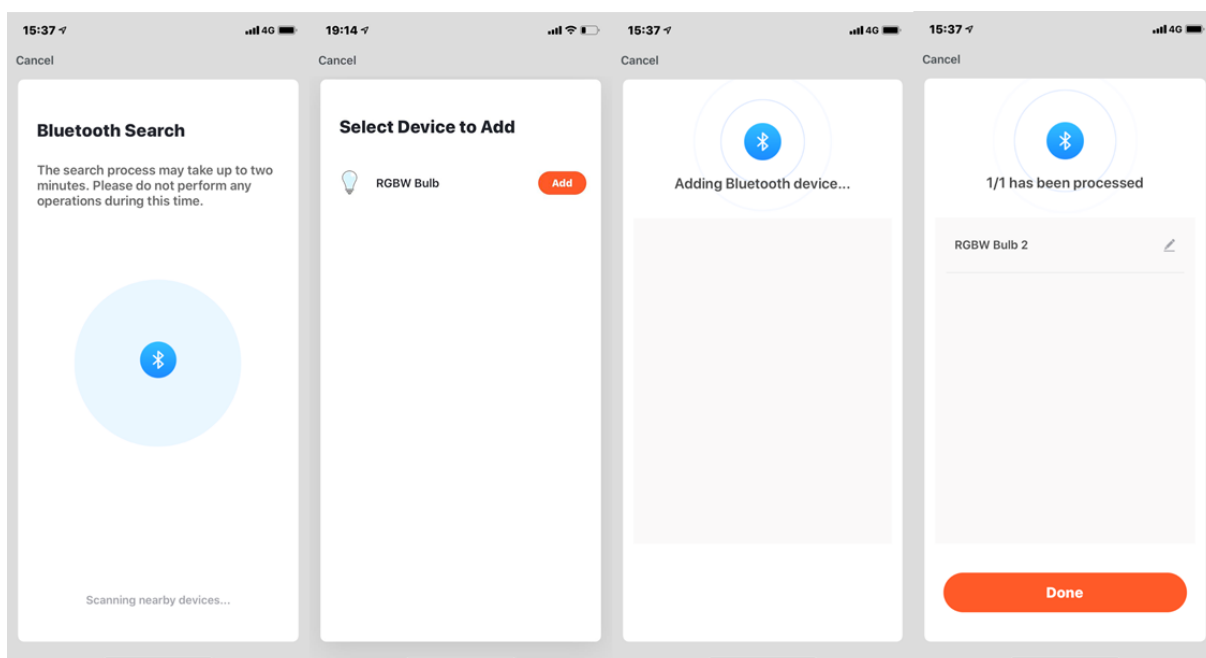 15:37
4G
Cancel
Bluetooth Search
The search process may take up to two
minutes. Please do not perform any
operations during this time.
Scanning nearby devices...
19:14
Cancel
Select Device to Add
RGBW Bulb
Add
15:37
4G
Cancel
Adding Bluetooth device...
15:37
4G
Cancel
1/1 has been processed
RGBW Bulb 2
Done